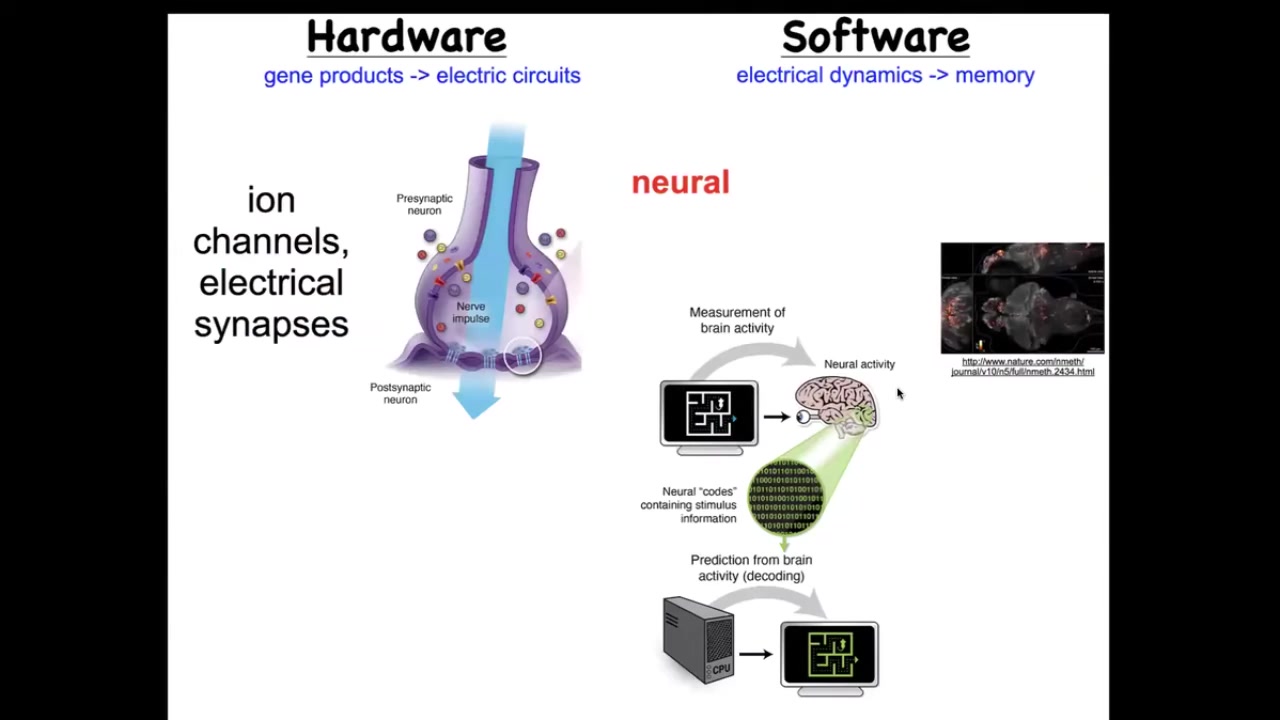 Hardware
gene products -> electric circuits
ion
channels,
electrical
synapses
Presynaptic
neuron
Nerve
impulse
Postsynaptic
neuron
Software
electrical dynamics -> memory
neural
http://www.nature.com/nmeth/
journal/v10/n5/full/nmeth.2434.html
Measurement of
brain activity
Neural activity
Neural "codes"
containing stimulus
information
Prediction from brain
activity (decoding)
CPU